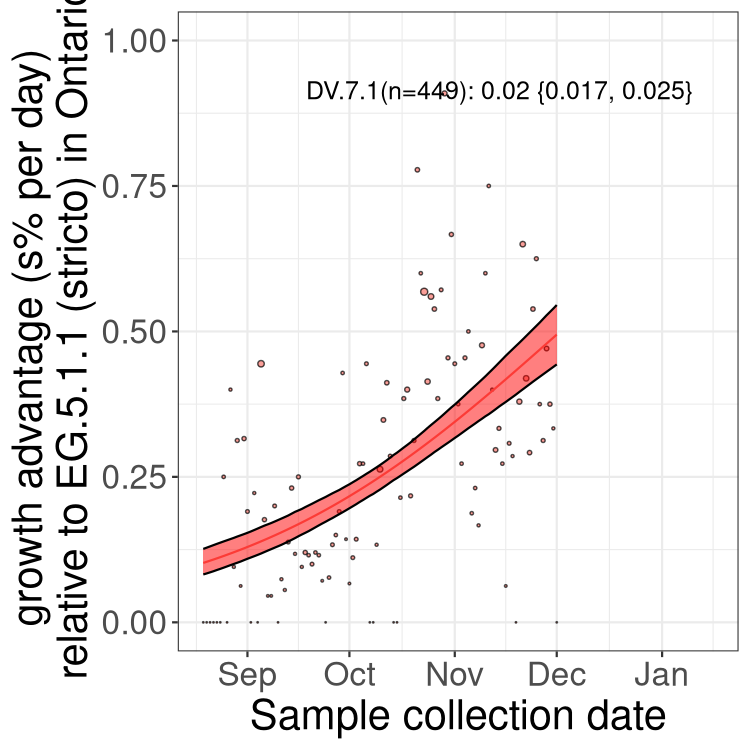 growth advantage (s% per day)
relative to EG.5.1.1 (stricto) in Ontario
1.00
0.75
0.50
0.25
0.00
DV.7.1(n=449): 0.02 {0.017, 0.025}
Sep Oct Nov Dec Jan
Sample collection date